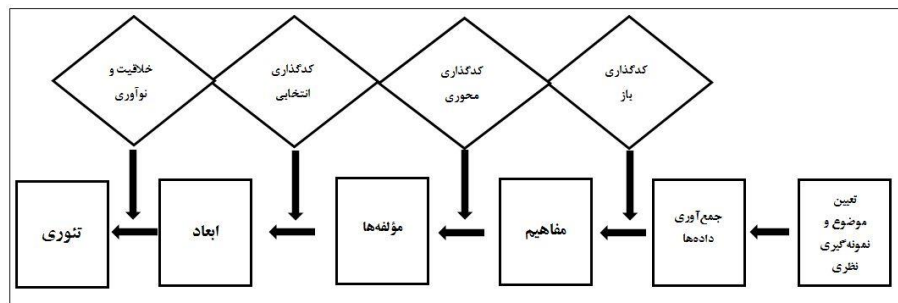 کدگذاری
باز
کدگذاری
محوری
کدگذاری
انتخابی
خلاقیت و
نوآوری
تعیین
موضوع و
نمونه‌گیری
نظری
جمع‌آوری
داده‌ها
مفاهیم
مؤلفه‌ها
ابعاد
تئوری